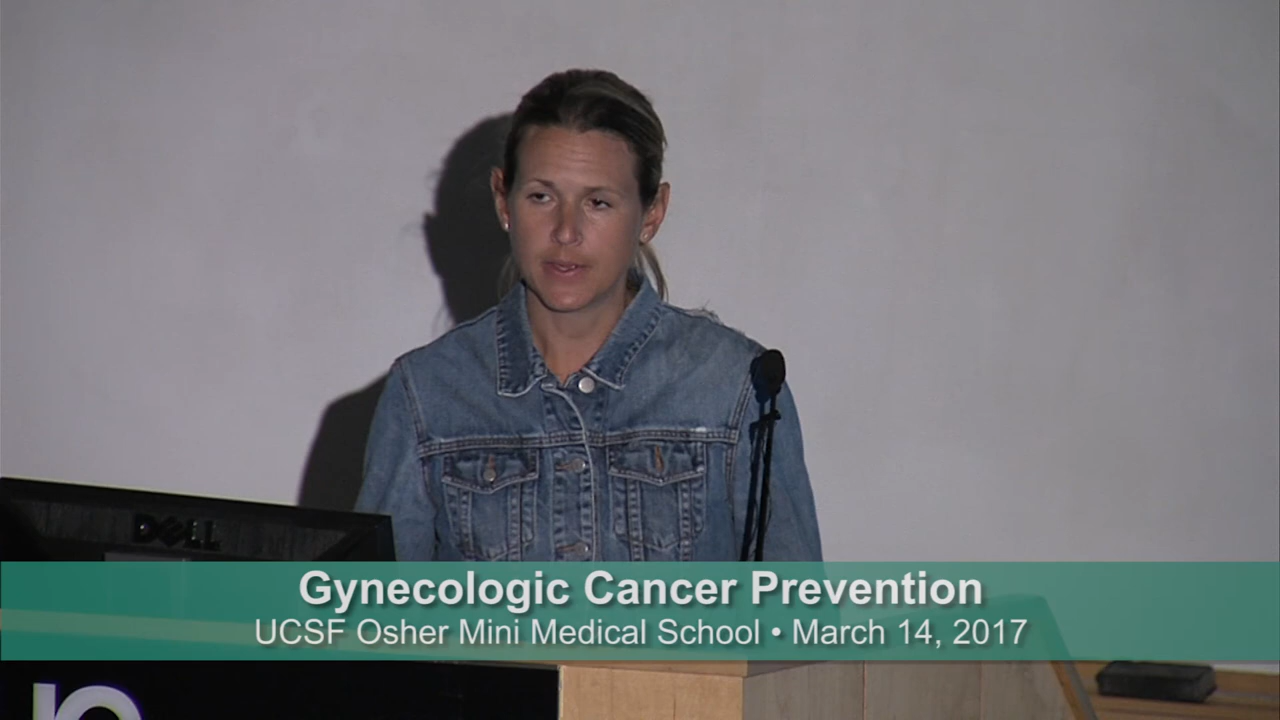 DELL
Gynecologic Cancer Prevention
UCSF Osher Mini Medical School • March 14, 2017